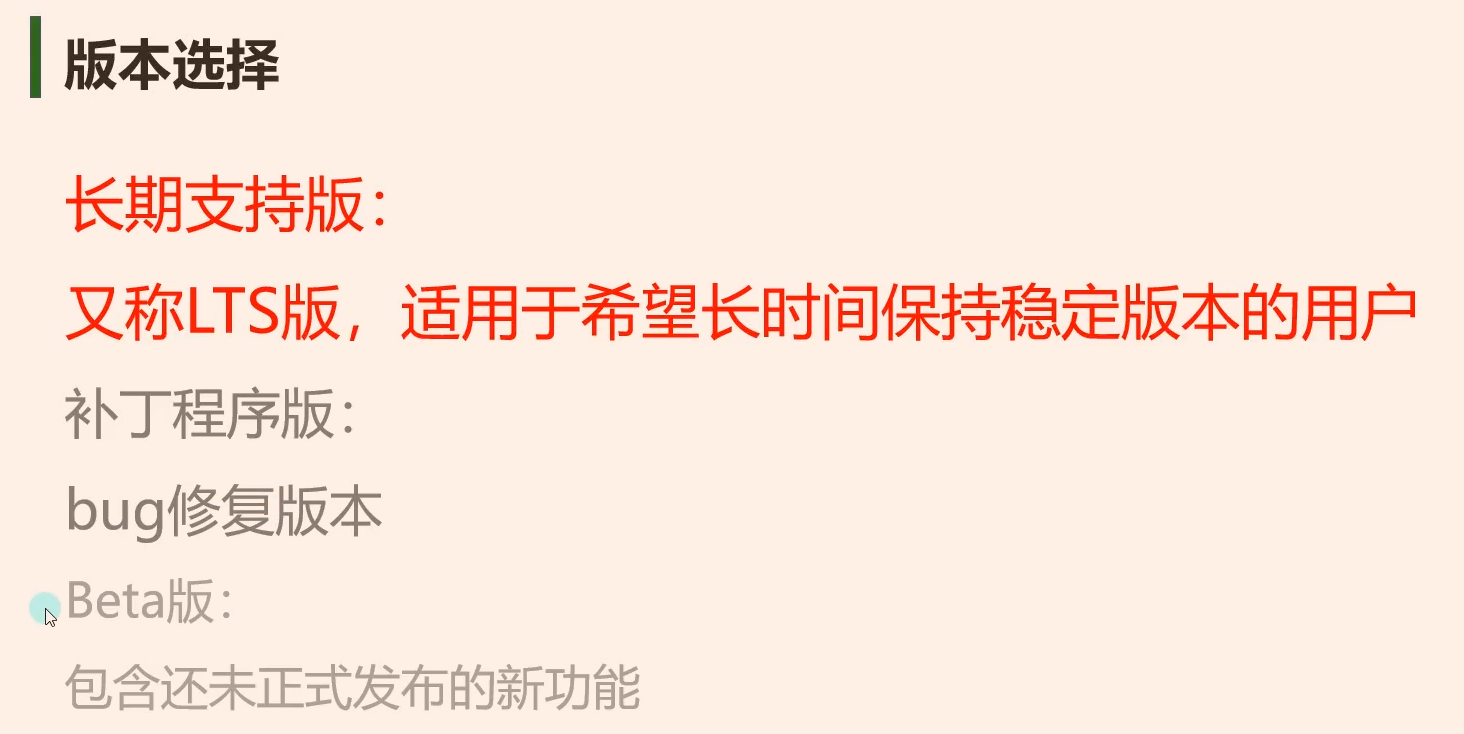 版本选择
长期支持版：
又称LTS版，适用于希望长时间保持稳定版本的用户
补丁程序版：
bug修复版本
Beta版：
包含还未正式发布的新功能